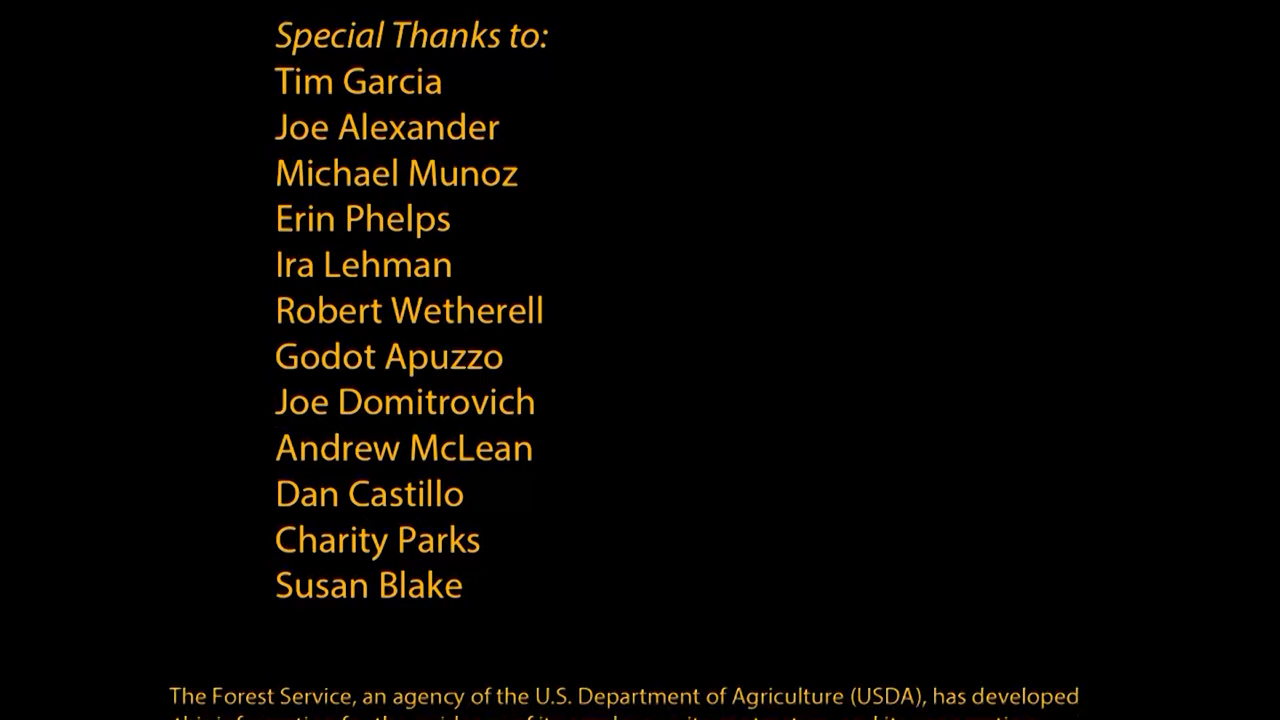 Special Thanks to:
Tim Garcia
Joe Alexander
Michael Munoz
Erin Phelps
Ira Lehman
Robert Wetherell
Godot Apuzzo
Joe Domitrovich
Andrew McLean
Dan Castillo
Charity Parks
Susan Blake
The Forest Service, an agency of the U.S. Department of Agriculture (USDA), has developed